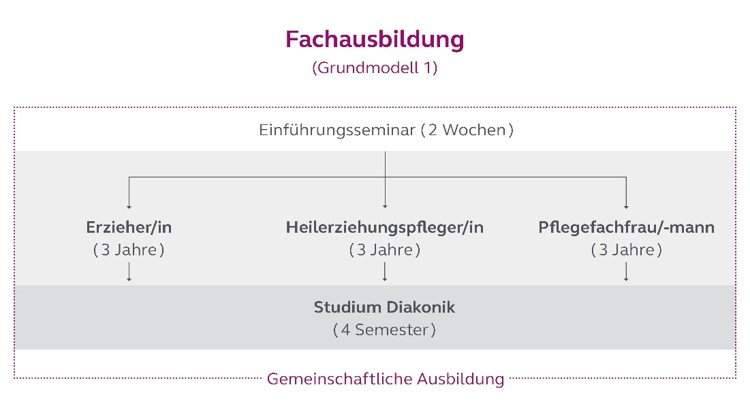 Fachausbildung
(Grundmodell 1)
Einführungsseminar (2 Wochen)
Erzieher/in
(3 Jahre)
Heilerziehungspfleger/in
(3 Jahre)
Pflegefachfrau/-mann
(3 Jahre)
Studium Diakonik
(4 Semester)
Gemeinschaftliche Ausbildung